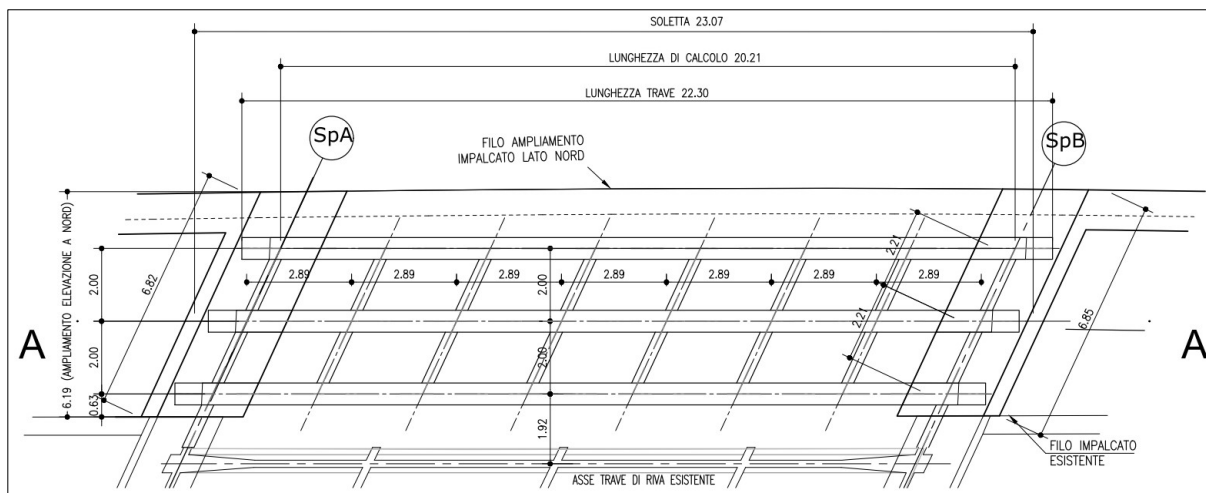 SOLETTA 23.07
LUNGHEZZA DI CALCOLO 20.21
LUNGHEZZA TRAVE 22.30
SpA
FILO AMPLIAMENTO
IMPALCATO LATO NORD
SpB
6.19 (AMPLIAMENTO ELEVAZIONE A NORD)
2.00
2.00
0.63
6.82
2.89
2.89
2.89
2.89
2.89
2.89
2.89
2.00
2.00
1.92
2.21
2.21
6.85
A
A
FILO IMPALCATO
ESISTENTE
ASSE TRAVE DI RIVA ESISTENTE